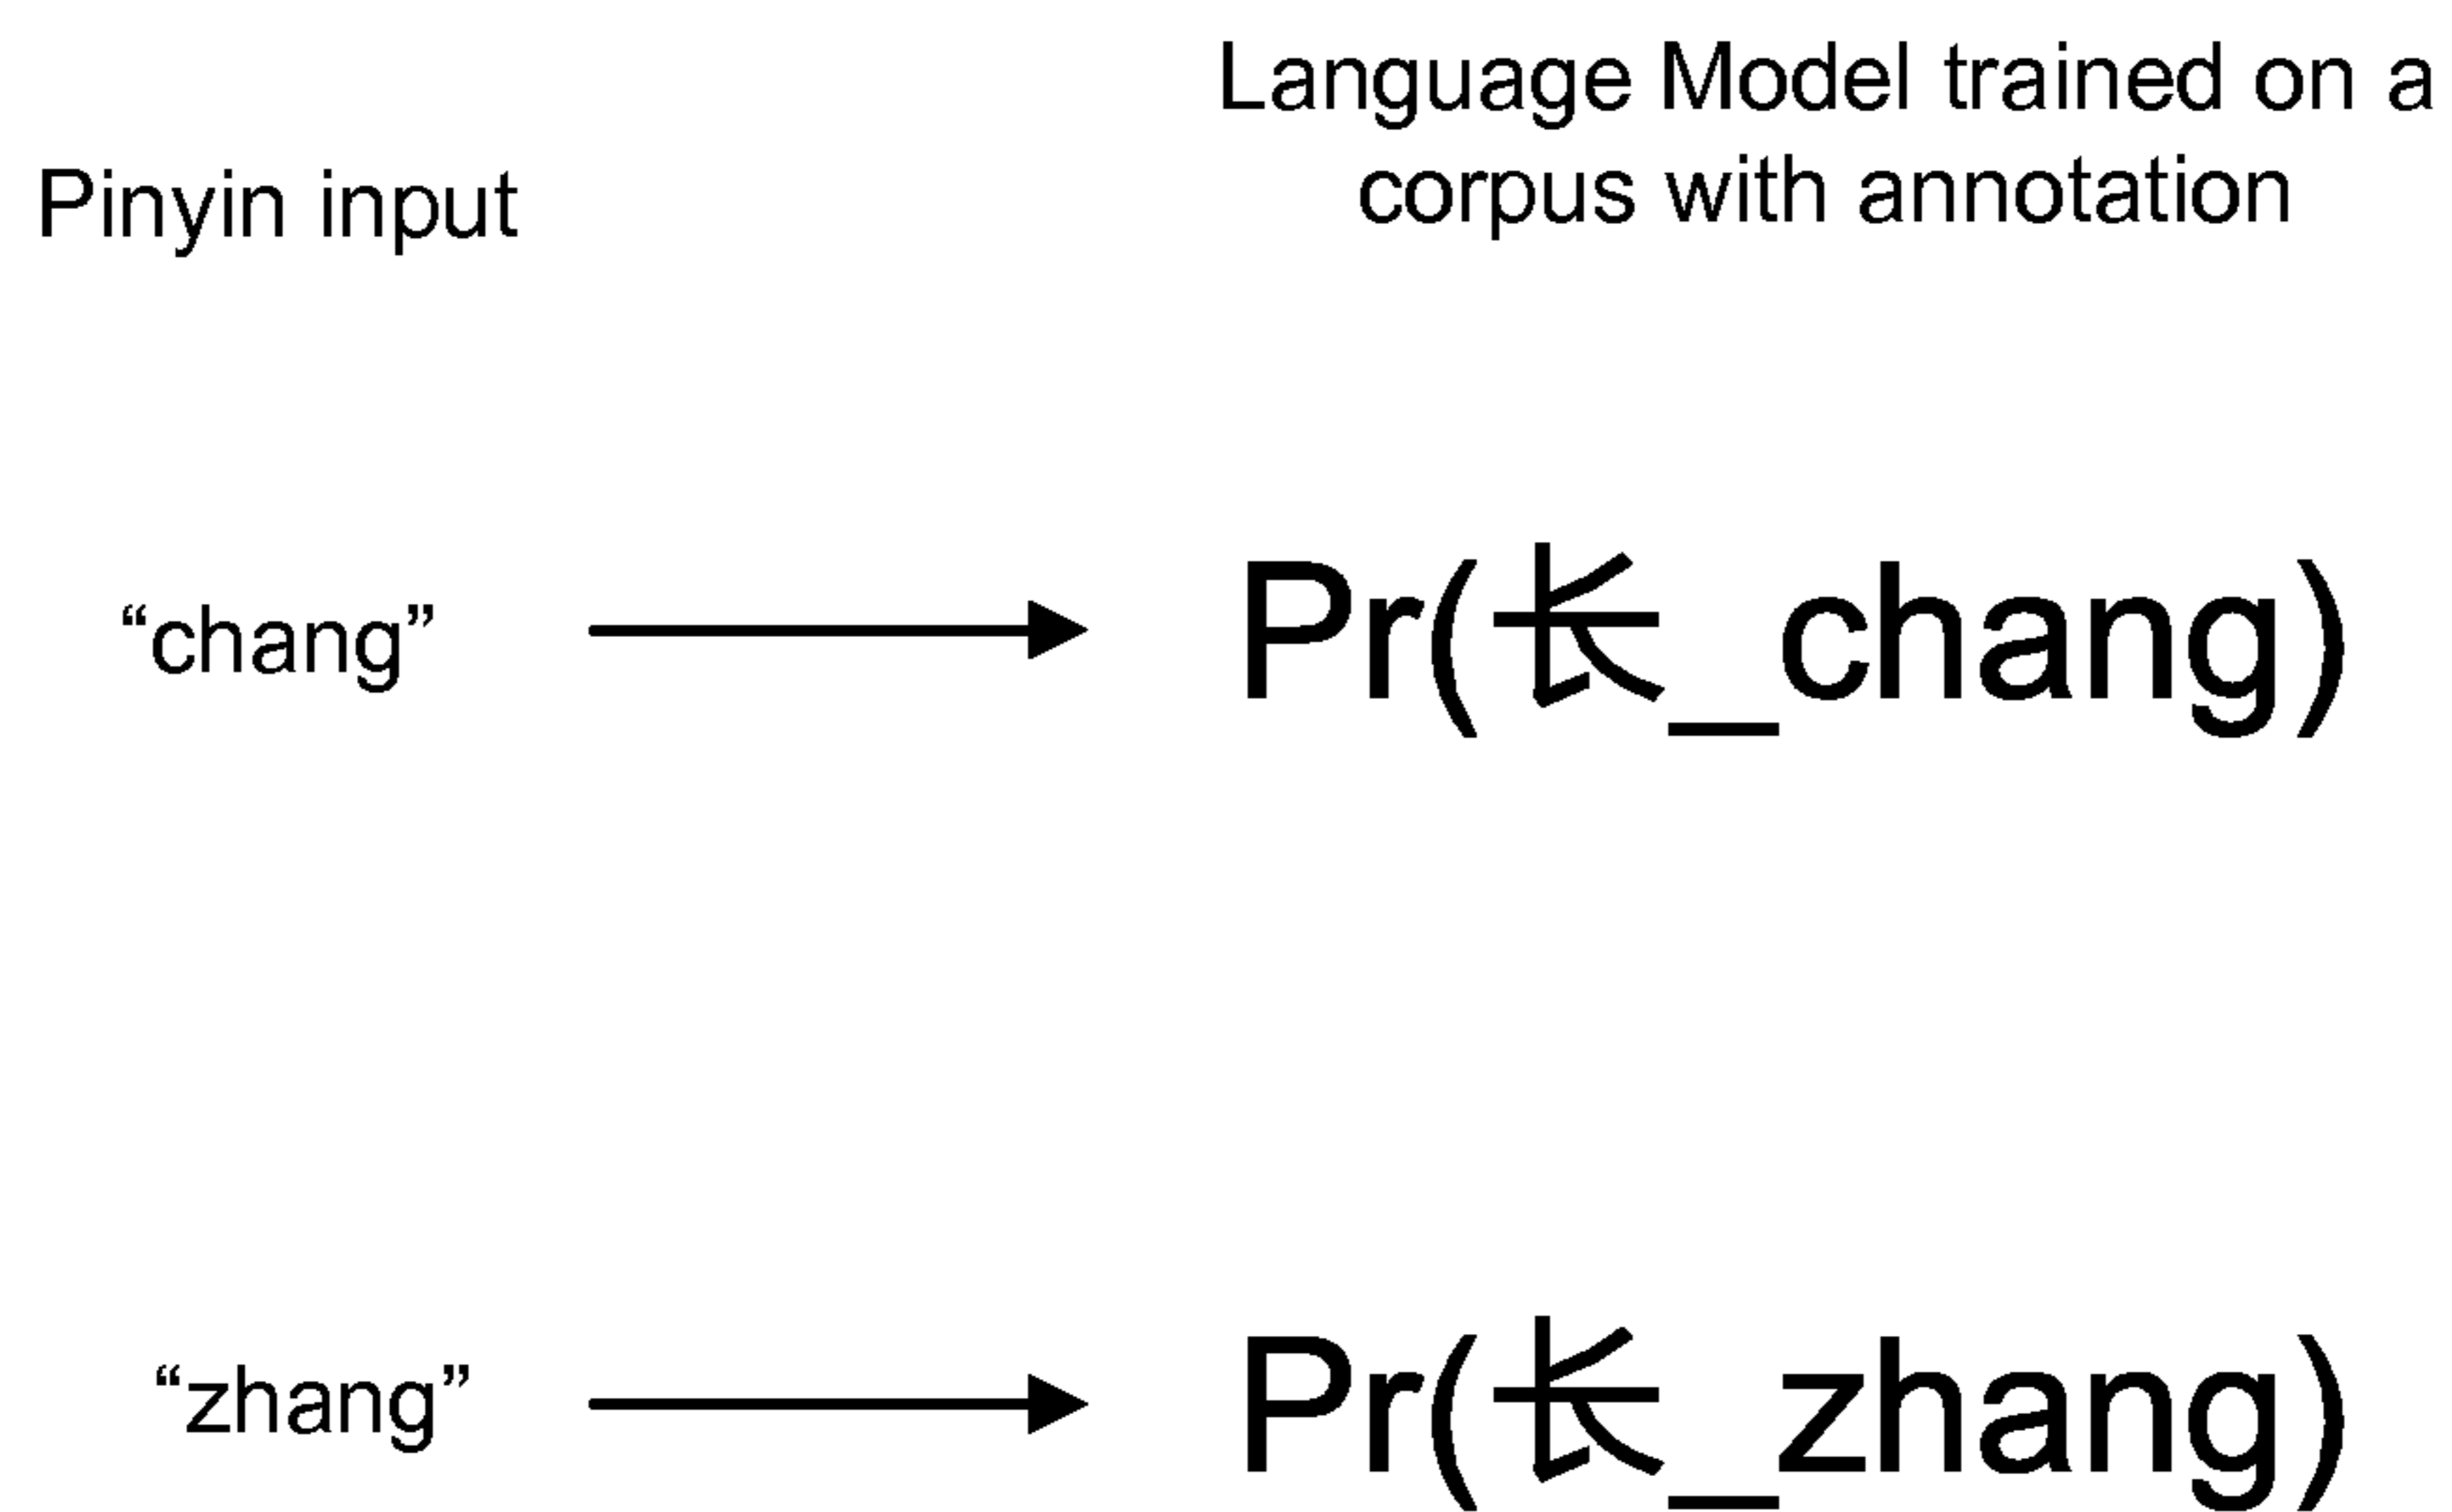 Language Model trained on a
corpus with annotation
Pinyin input
“chang”
Pr(长_chang)
“zhang”
Pr(长_zhang)